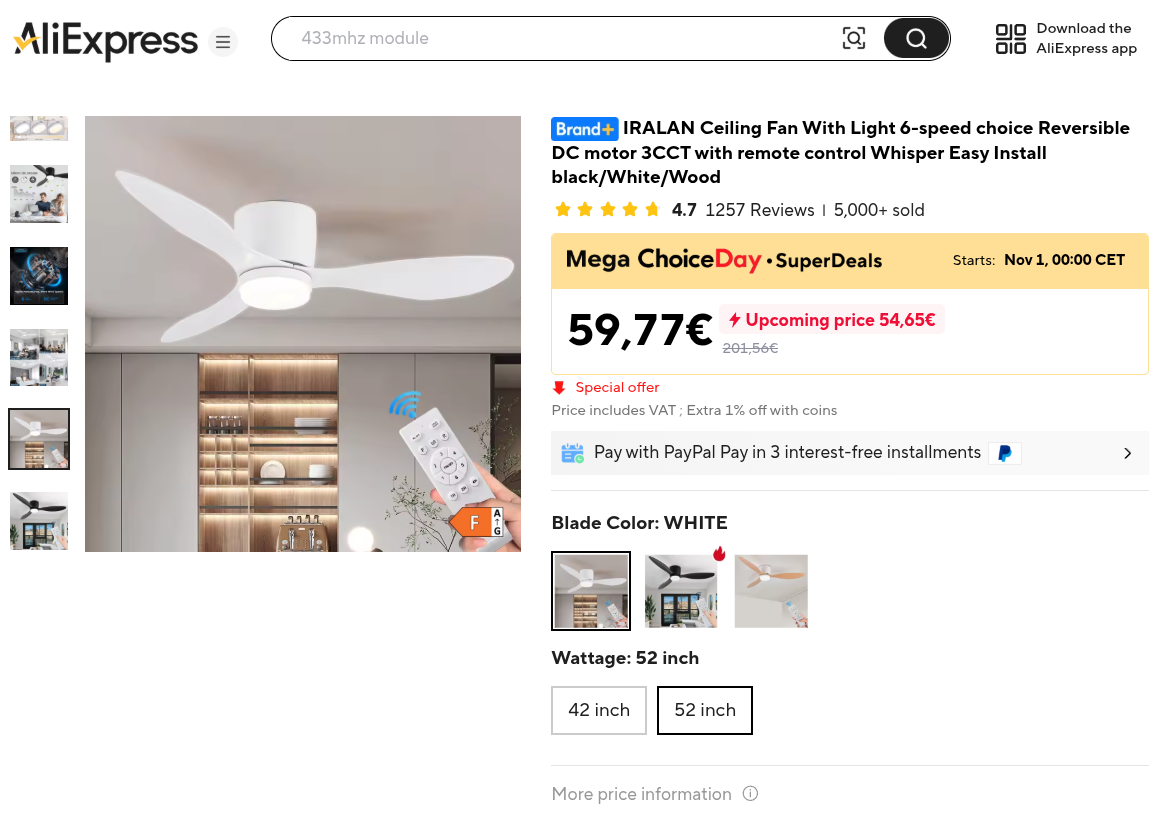 AliExpress
433mhz module
Download the
AliExpress app
Brand+ IRALAN Ceiling Fan With Light 6-speed choice Reversible
DC motor 3CCT with remote control Whisper Easy Install
black/White/Wood
4.7 1257 Reviews | 5,000+ sold
Mega ChoiceDay • SuperDeals
Starts: Nov 1, 00:00 CET
59,77€
Upcoming price 54,65€
201,56€
Special offer
Price includes VAT ; Extra 1% off with coins
Pay with PayPal Pay in 3 interest-free installments
F
A
↑
G
Blade Color: WHITE
Wattage: 52 inch
42 inch
52 inch
More price information